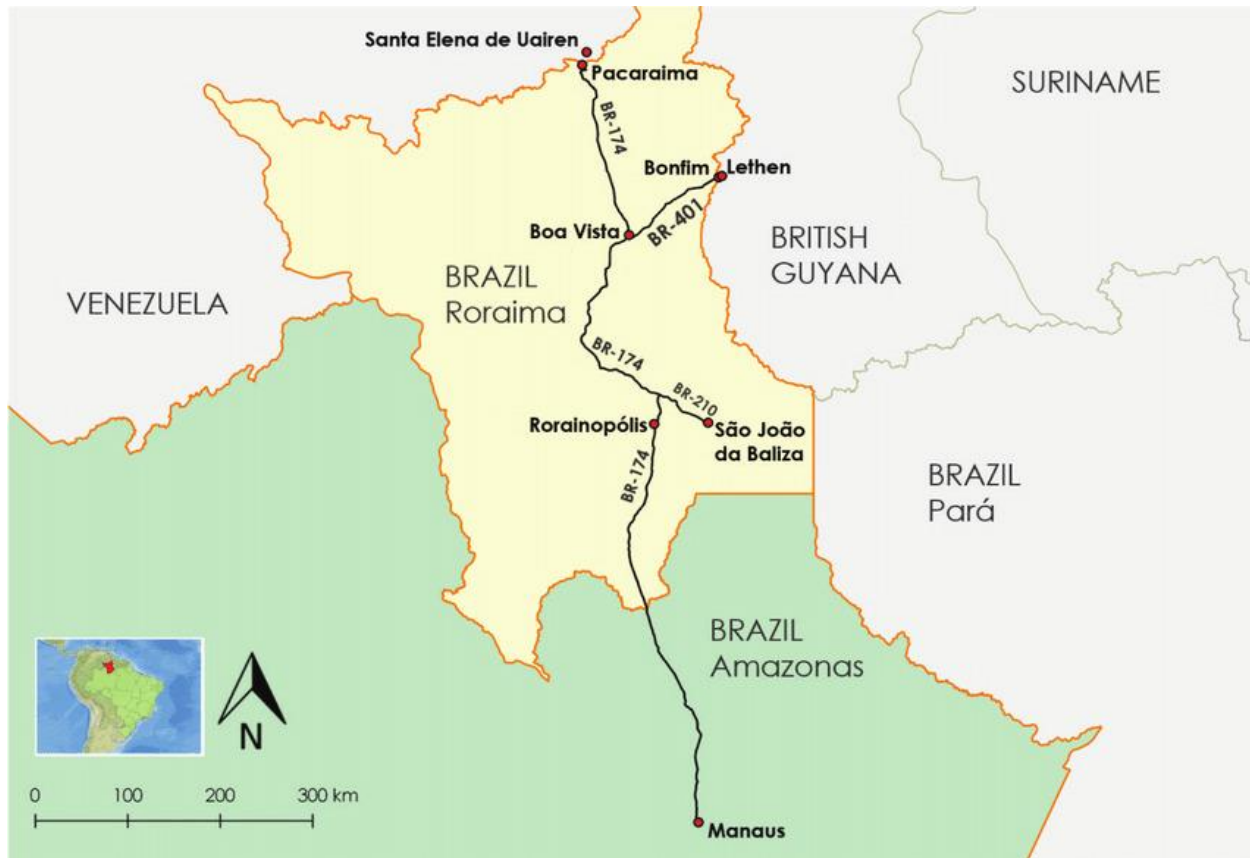 Santa Elena de Uairen
Pacaraima
SURINAME
BR-174
Bonfim
Lethen
BR-401
Boa Vista
BRITISH
GUYANA
BRAZIL
Roraima
VENEZUELA
BR-174
BR-210
Rorainopólis
São João
da Baliza
BR-174
BRAZIL
Pará
BRAZIL
Amazonas
N
0 100 200 300 km
Manaus